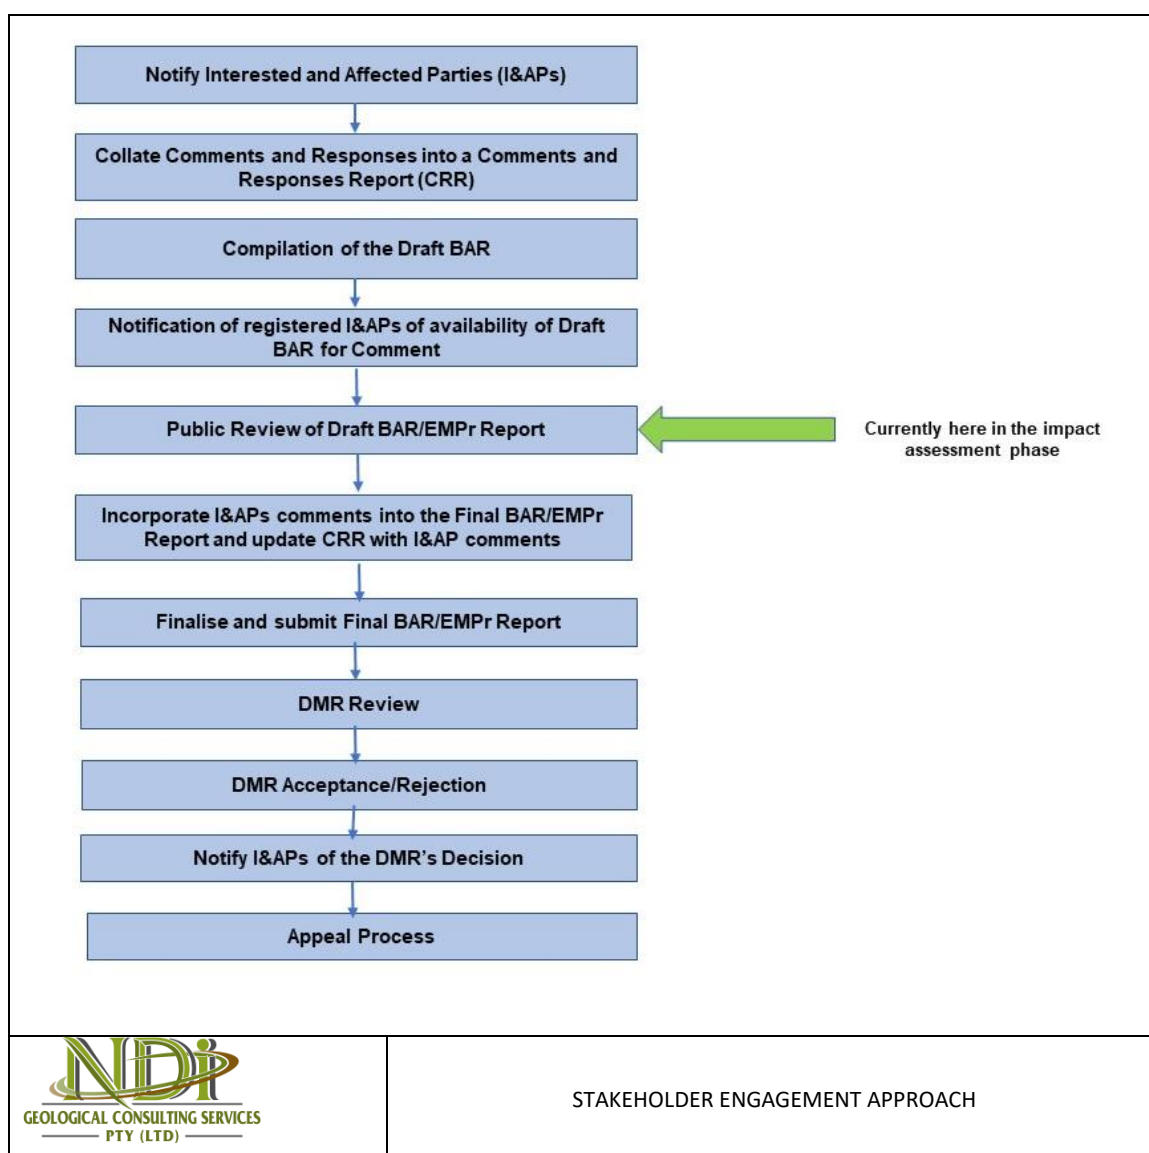 Notify Interested and Affected Parties (I&APs)
Collate Comments and Responses into a Comments and
Responses Report (CRR)
Compilation of the Draft BAR
Notification of registered I&APs of availability of Draft
BAR for Comment
Public Review of Draft BAR/EMPr Report
Currently here in the impact
assessment phase
Incorporate I&APs comments into the Final BAR/EMPr
Report and update CRR with I&AP comments
Finalise and submit Final BAR/EMPr Report
DMR Review
DMR Acceptance/Rejection
Notify I&APs of the DMR's Decision
Appeal Process
NDi
GEOLOGICAL CONSULTING SERVICES
PTY (LTD)
STAKEHOLDER ENGAGEMENT APPROACH